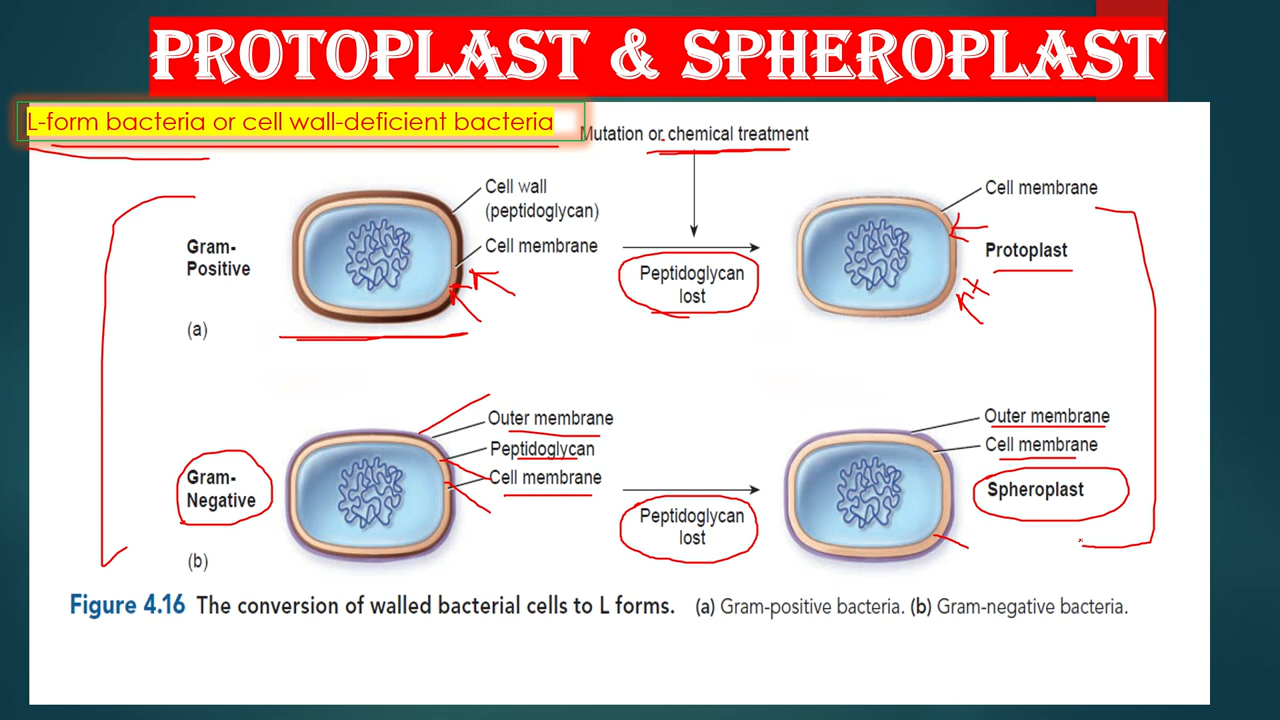 PROTOPLAST & SPHEROPLAST
L-form bacteria or cell wall-deficient bacteria
Mutation or chemical treatment
Cell wall
(peptidoglycan)
Cell membrane
Gram-
Positive
(a)
Peptidoglycan
lost
Cell membrane
Protoplast
Outer membrane
Peptidoglycan
Cell membrane
Gram-
Negative
(b)
Peptidoglycan
lost
Outer membrane
Cell membrane
Spheroplast
Figure 4.16 The conversion of walled bacterial cells to L forms. (a) Gram-positive bacteria. (b) Gram-negative bacteria.